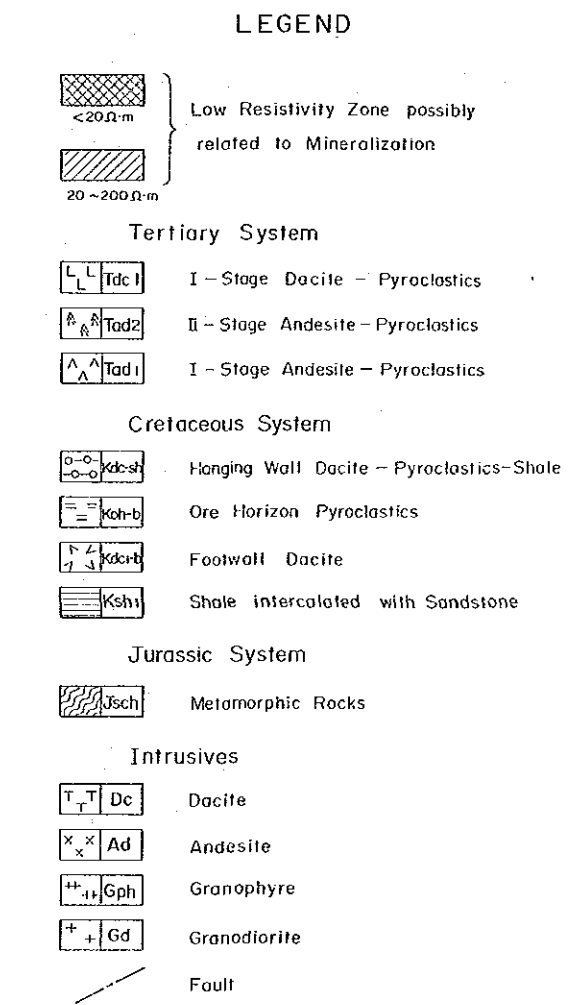 LEGEND
<20Ω·m
Low Resistivity Zone possibly
related to Mineralization
20~200Ω·m
Tertiary System
Tdc1 I-Stage Dacite-Pyroclastics
Tad2 II-Stage Andesite-Pyroclastics
Tad1 I-Stage Andesite-Pyroclastics
Cretaceous System
Kdc-sh Hanging Wall Dacite-Pyroclastics-Shale
Koh-b Ore Horizon Pyroclastics
Kdc1-b Footwall Dacite
Ksh1 Shale intercalated with Sandstone
Jurassic System
Jsch Metamorphic Rocks
Intrusives
Dc Dacite
Ad Andesite
Gph Granophyre
Gd Granodiorite
Fault